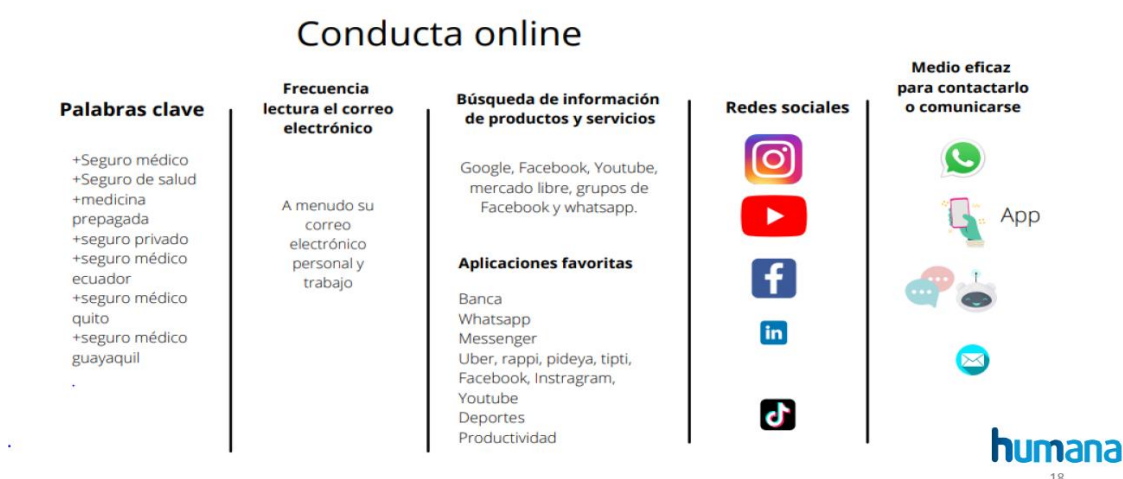 Conducta online
Palabras clave
+Seguro médico
+Seguro de salud
+medicina
prepagada
+seguro privado
+seguro médico
ecuador
+seguro médico
quito
+seguro médico
guayaquil
.
Frecuencia
lectura el correo
electrónico
A menudo su
correo
electrónico
personal y
trabajo
Búsqueda de información
de productos y servicios
Google, Facebook, Youtube,
mercado libre, grupos de
Facebook y whatsapp.
Aplicaciones favoritas
Banca
Whatsapp
Messenger
Uber, rappi, pideya, tipti,
Facebook, Instragram,
Youtube
Deportes
Productividad
Redes sociales
in
Medio eficaz
para contactarlo
o comunicarse
App
humana
18